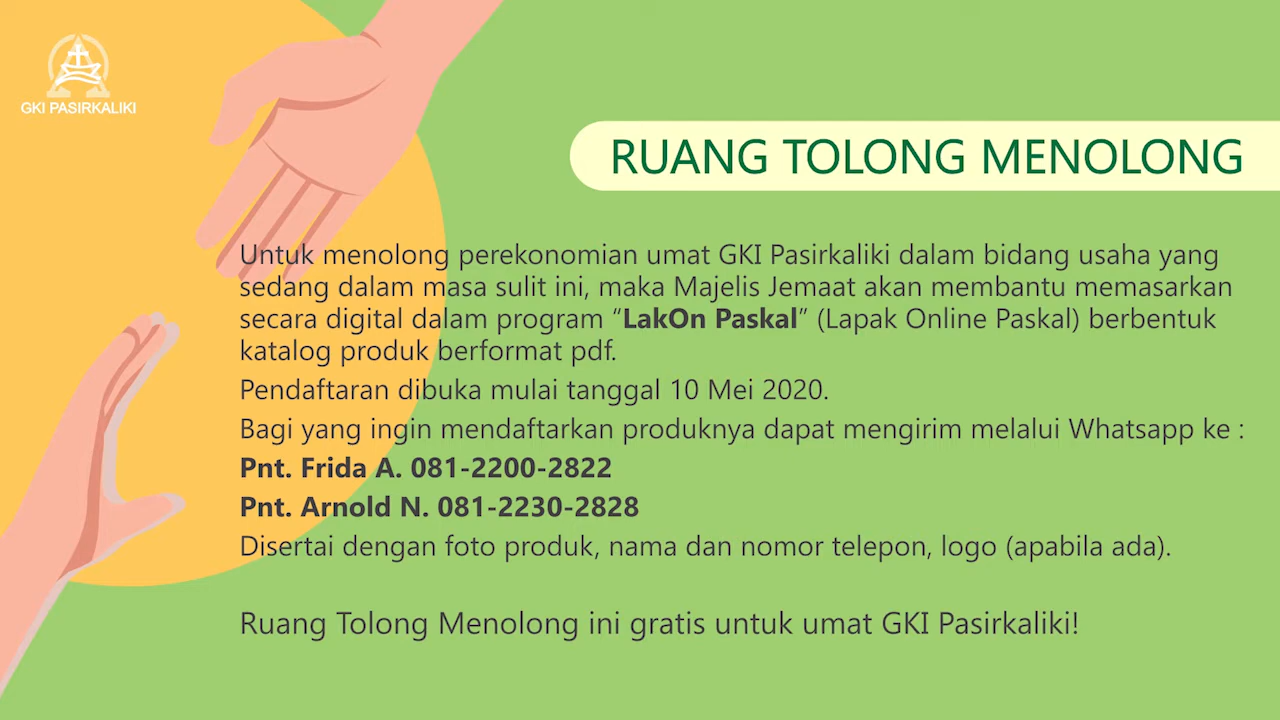 GKI PASIRKALIKI
RUANG TOLONG MENOLONG
Untuk menolong perekonomian umat GKI Pasirkaliki dalam bidang usaha yang
sedang dalam masa sulit ini, maka Majelis Jemaat akan membantu memasarkan
secara digital dalam program “LakOn Paskal” (Lapak Online Paskal) berbentuk
katalog produk berformat pdf.
Pendaftaran dibuka mulai tanggal 10 Mei 2020.
Bagi yang ingin mendaftarkan produknya dapat mengirim melalui Whatsapp ke :
Pnt. Frida A. 081-2200-2822
Pnt. Arnold N. 081-2230-2828
Disertai dengan foto produk, nama dan nomor telepon, logo (apabila ada).
Ruang Tolong Menolong ini gratis untuk umat GKI Pasirkaliki!